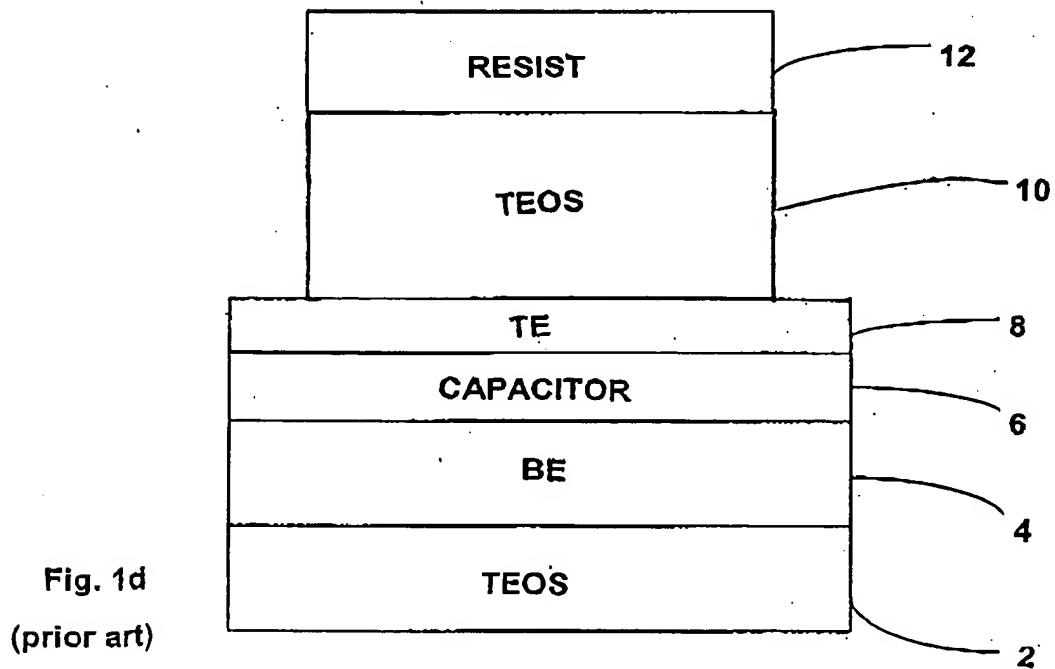 RESIST
12
TEOS
10
TE
8
CAPACITOR
6
BE
4
TEOS
2
Fig. 1d
(prior art)